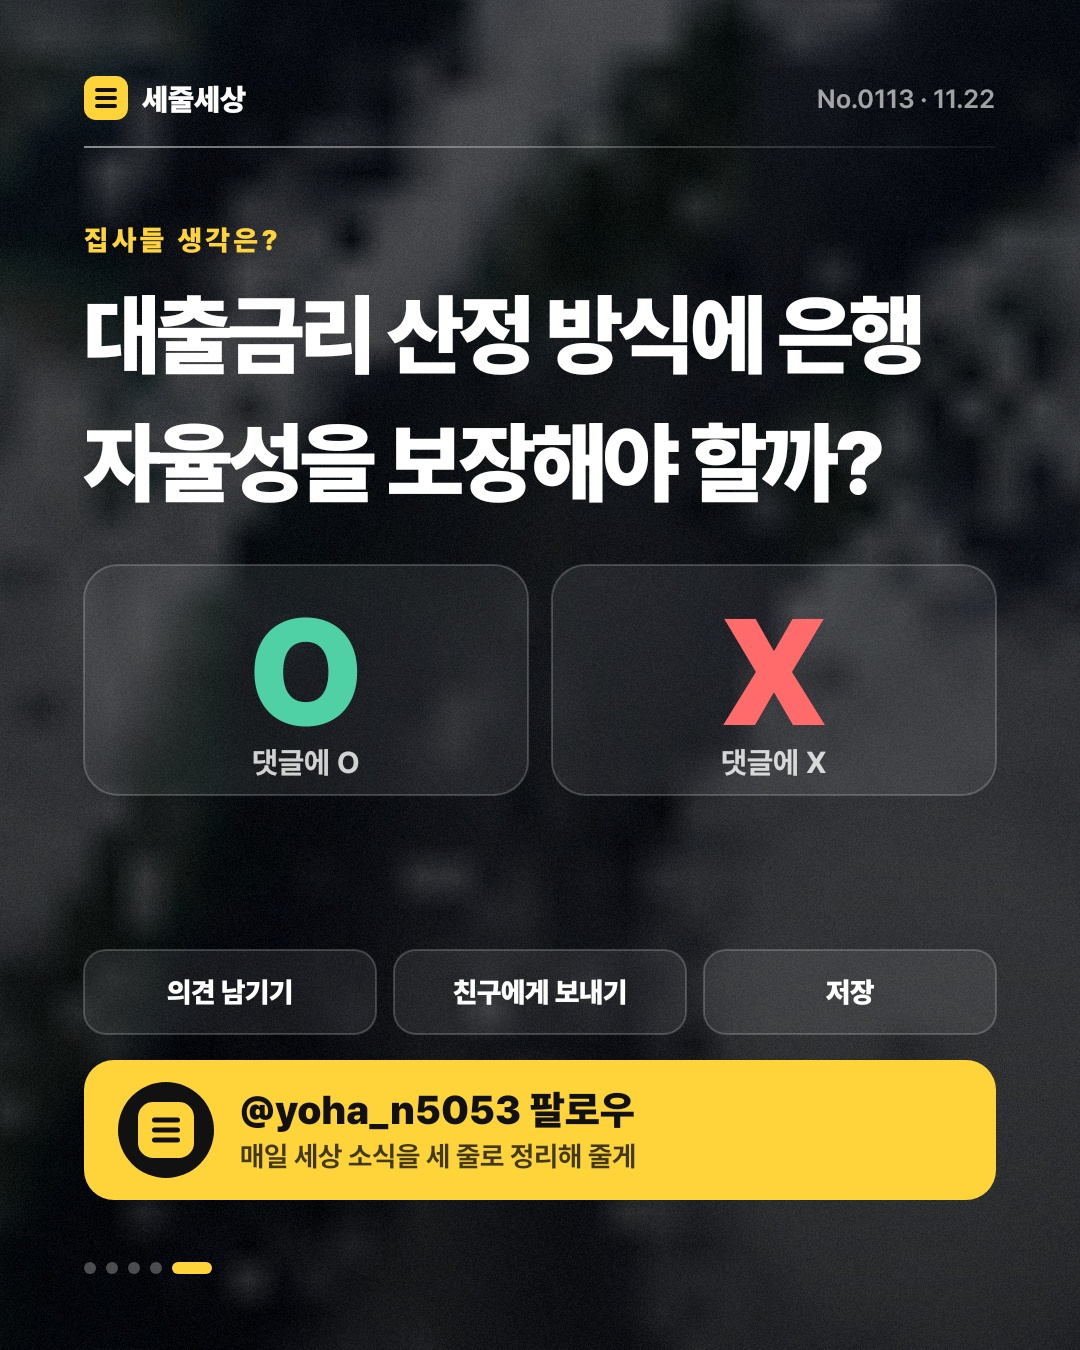 세줄세상
No.0113 · 11.22
집사들 생각은?
대출금리 산정 방식에 은행
자율성을 보장해야 할까?
O
댓글에 O
X
댓글에 X
의견 남기기
친구에게 보내기
저장
@yoha_n5053 팔로우
매일 세상 소식을 세 줄로 정리해 줄게